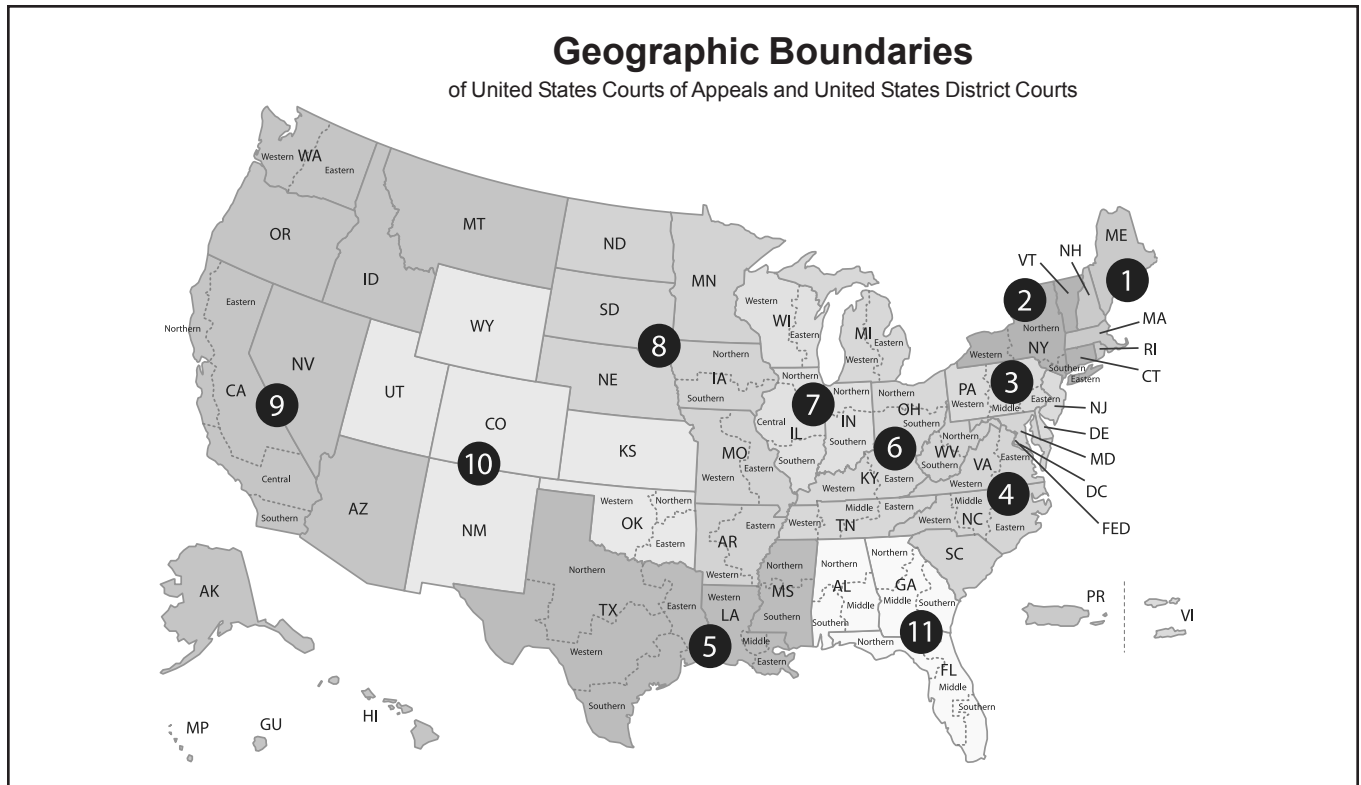 Geographic Boundaries
of United States Courts of Appeals and United States District Courts
Western
WA
Eastern
OR
ID
MT
ND
MN
SD
WY
8
NE
Northern
IA
Southern
Western
WI
Eastern
MI
Western
Eastern
VT
NH
ME
1
2
Northern
Western
NY
Southern
Eastern
MA
RI
CT
Eastern
Northern
NV
CA
9
Central
Southern
UT
CO
10
AZ
NM
KS
Western
Northern
OK
Eastern
MO
Western
Eastern
Eastern
AR
Western
Northern
7
Central
IL
Southern
Northern
IN
Southern
Northern
OH
Southern
6
KY
Western
Eastern
PA
3
Western
Middle
Eastern
NJ
DE
MD
DC
FED
Northern
WV
Southern
VA
Eastern
Western
4
Middle
Western
NC
Eastern
Western
Middle
TN
Eastern
SC
Northern
TX
Eastern
Western
Southern
5
Western
LA
Middle
Eastern
Northern
MS
Southern
Northern
AL
Middle
Southern
Northern
GA
Middle
Southern
11
Northern
FL
Middle
Southern
AK
MP
GU
HI
PR
VI